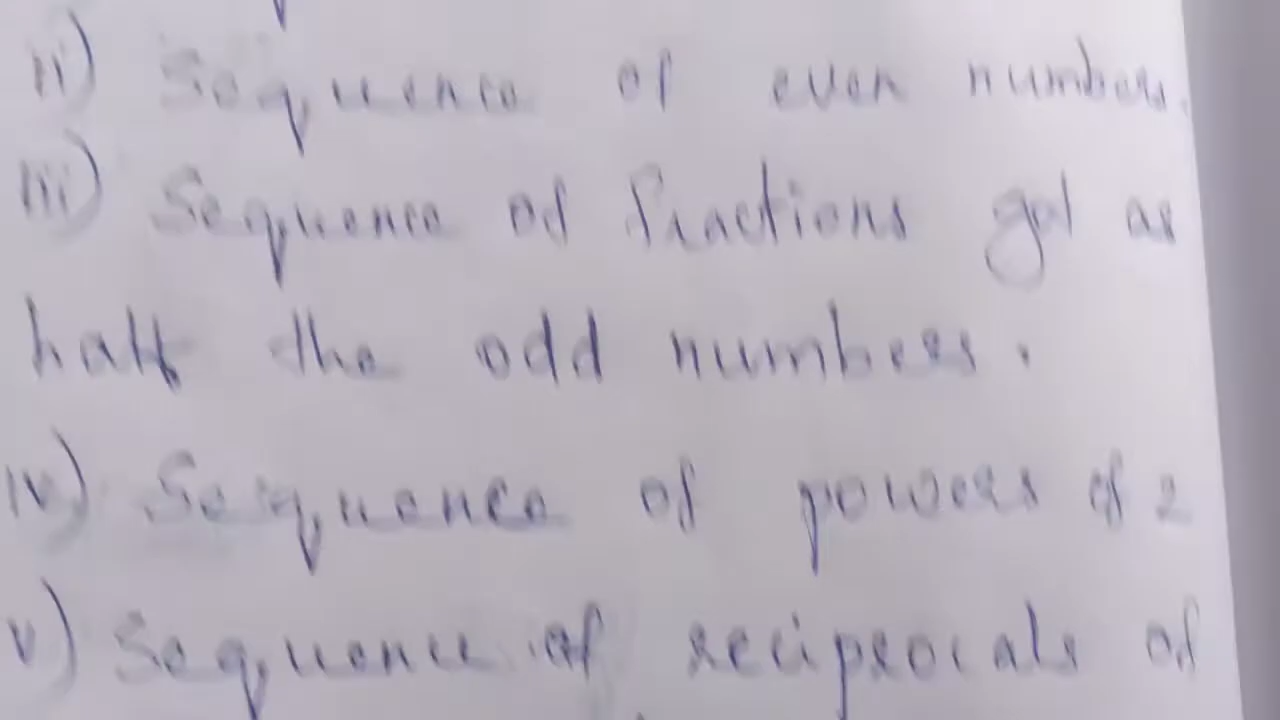 ii) Sequence of even numbers.
iii) Sequence of fractions got as
half the odd numbers.
iv) Sequence of powers of 2
v) Sequence of reciprocals of